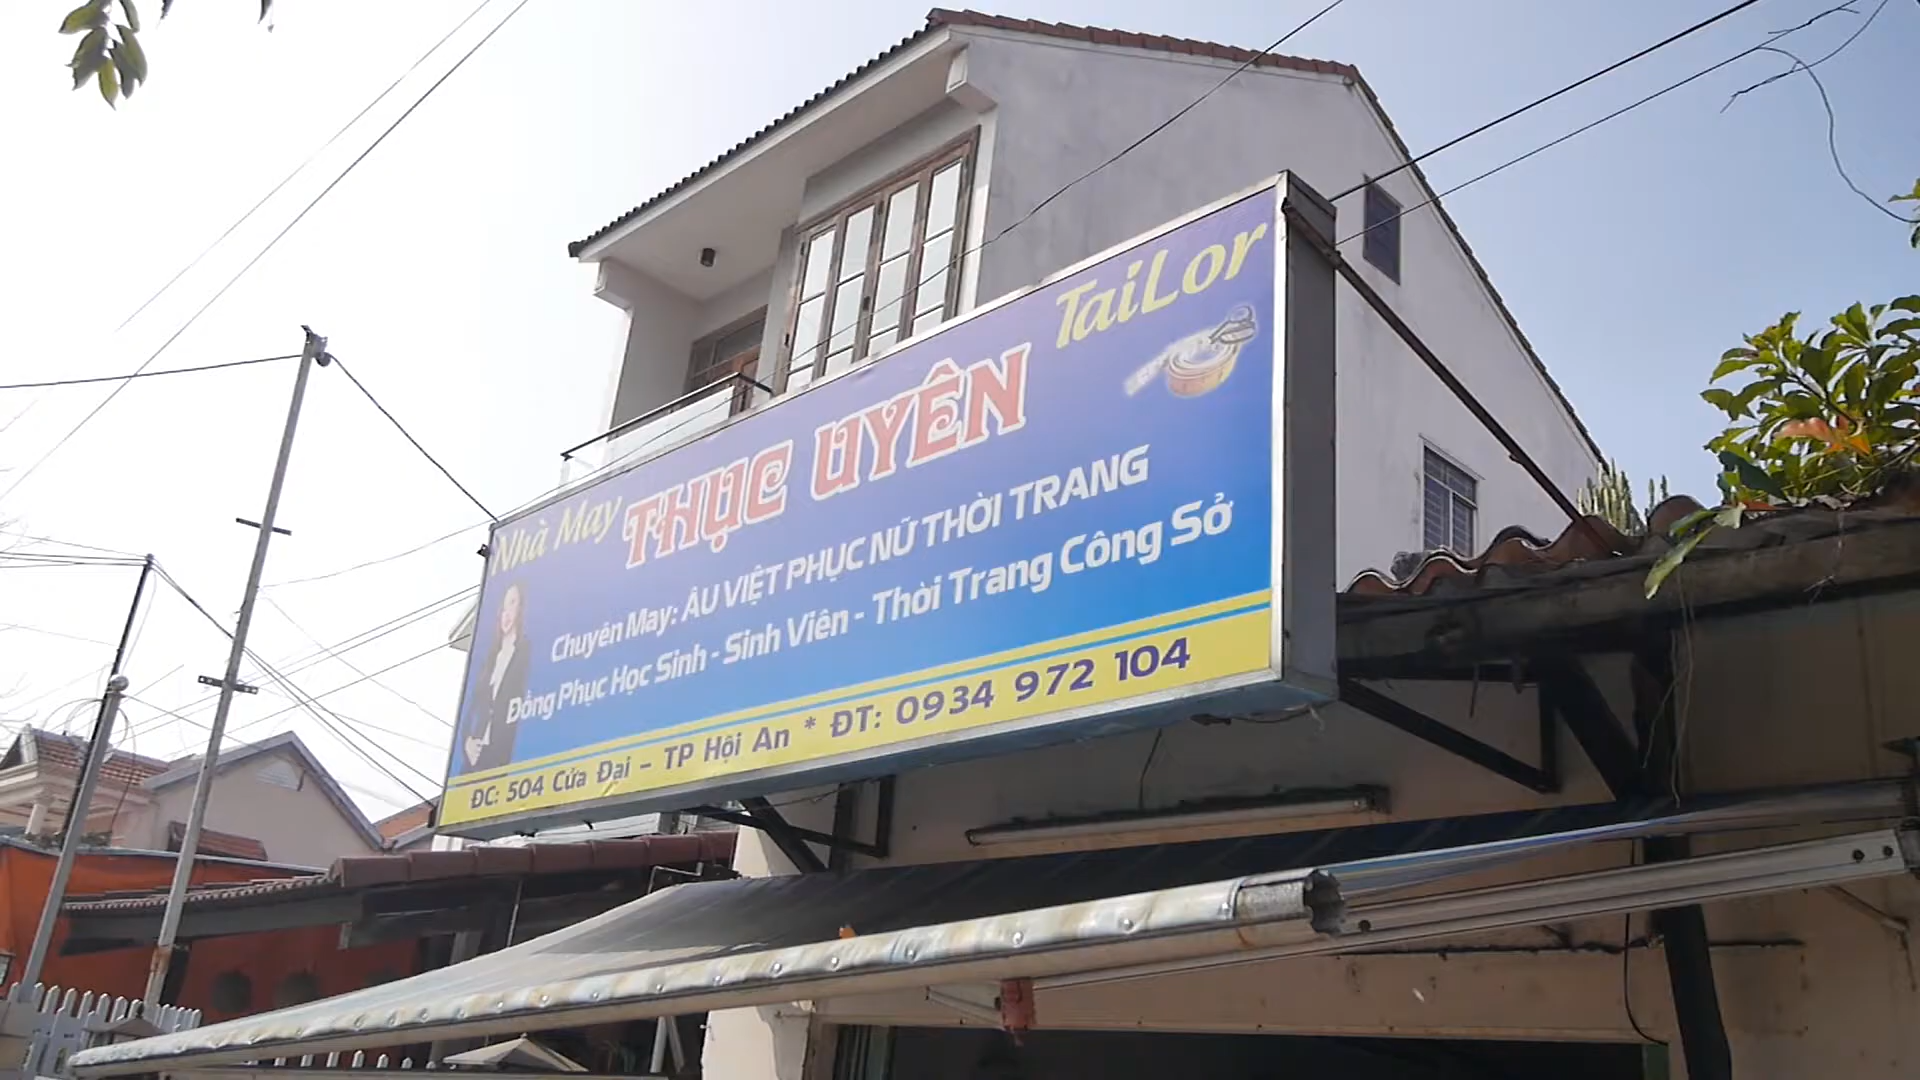 Nhà May THỤC UYÊN TaiLor
Chuyên May: ÂU VIỆT PHỤC NỮ THỜI TRANG
Đồng Phục Học Sinh - Sinh Viên - Thời Trang Công Sở
ĐC: 504 Cửa Đại - TP Hội An * ĐT: 0934 972 104